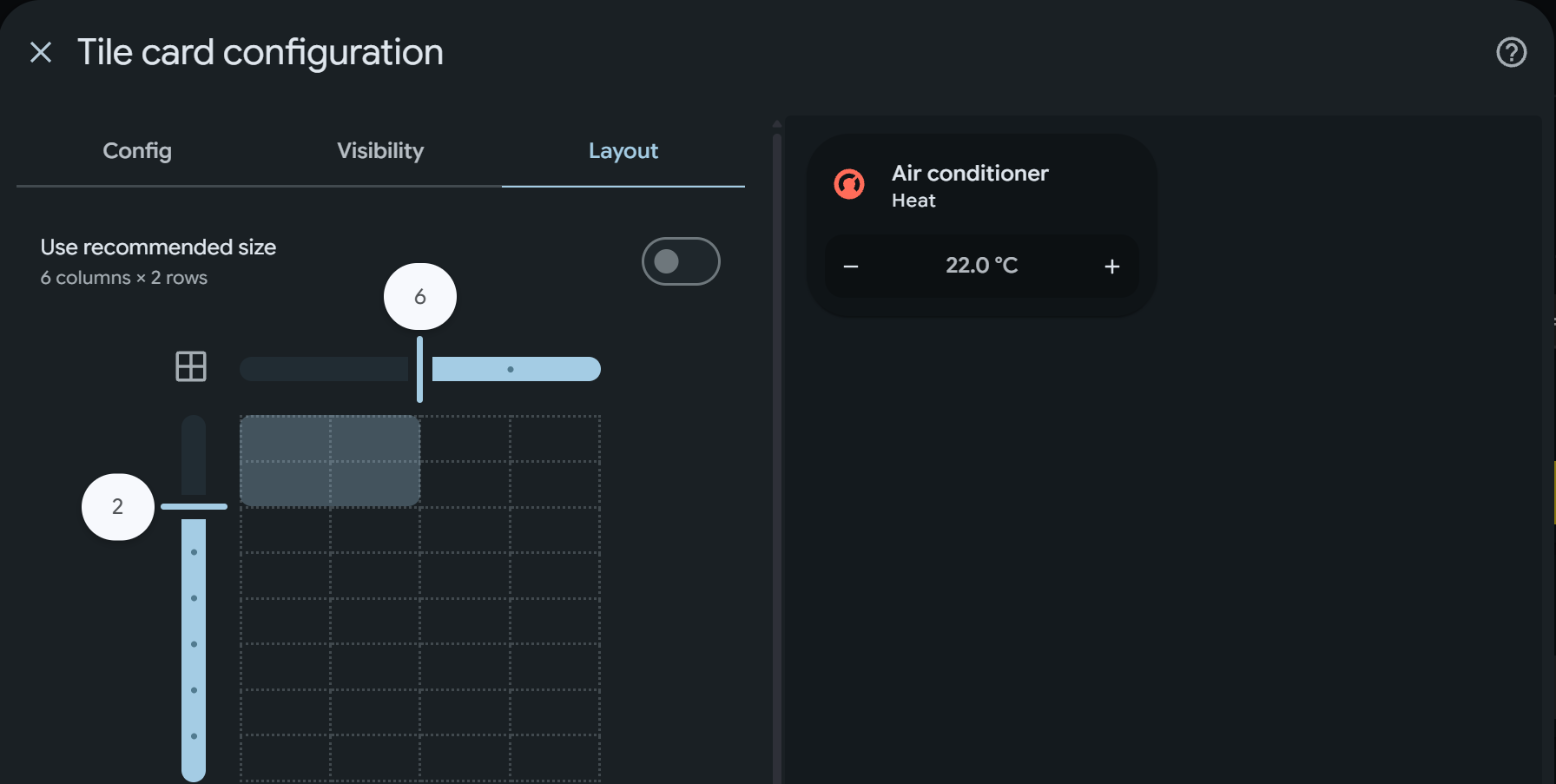 Tile card configuration
Config
Visibility
Layout
Use recommended size
6 columns × 2 rows
6
2
Air conditioner
Heat
22.0 °C